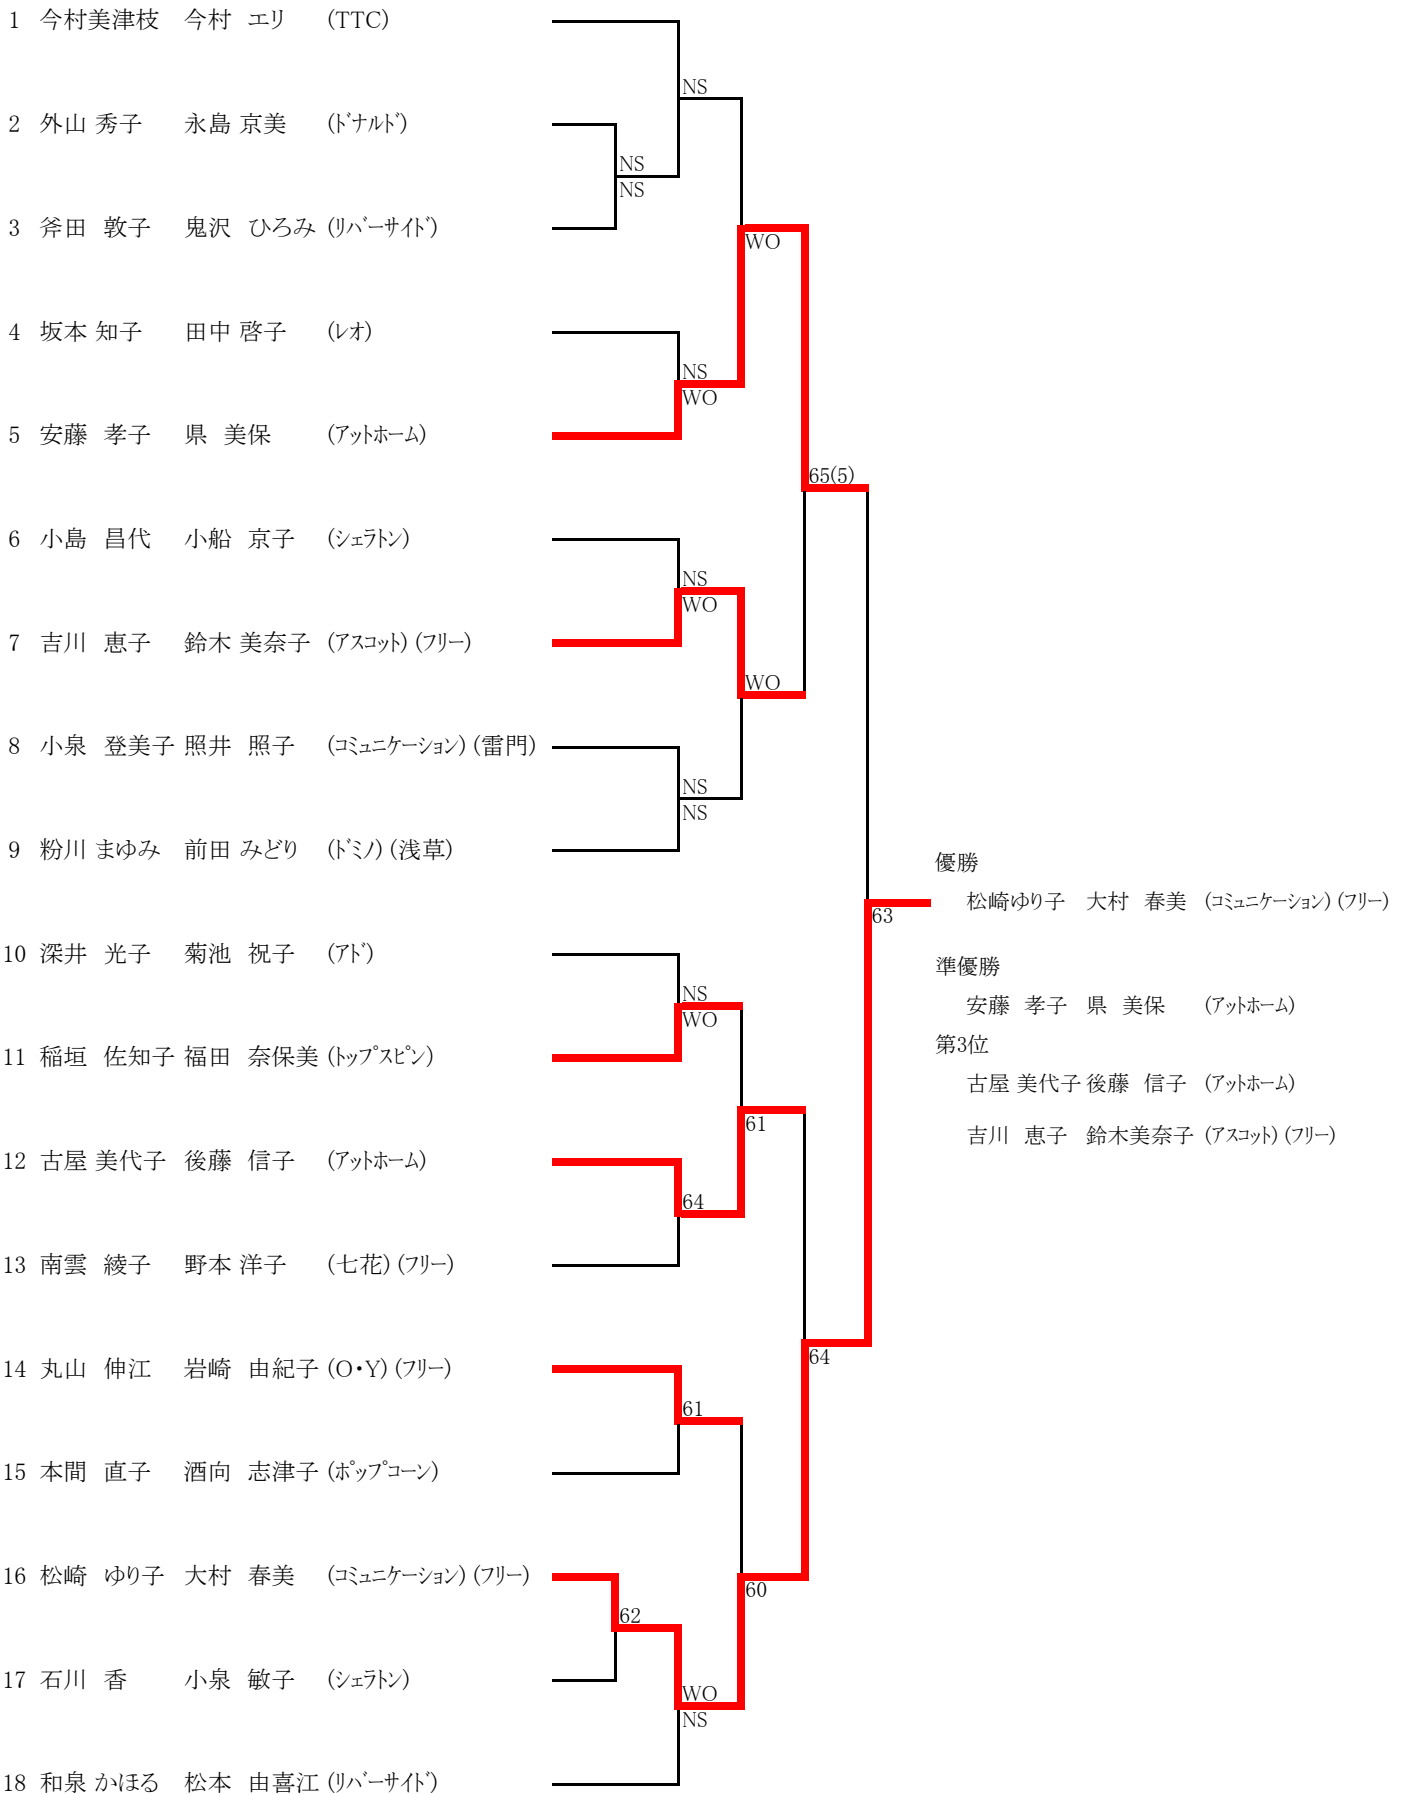 1 今村美津枝 今村 エリ (TTC)
NS
2 外山 秀子 永島 京美 (ﾄﾞﾅﾙﾄﾞ)
NS
NS
3 斧田 敦子 鬼沢 ひろみ (ﾘﾊﾞｰｻｲﾄﾞ)
WO
4 坂本 知子 田中 啓子 (ﾚｵ)
NS
WO
5 安藤 孝子 県 美保 (ｱｯﾄﾎｰﾑ)
65(5)
6 小島 昌代 小船 京子 (ｼｪﾗﾄﾝ)
NS
WO
7 吉川 恵子 鈴木 美奈子 (ｱｽｺｯﾄ) (ﾌﾘｰ)
WO
8 小泉 登美子 照井 照子 (ｺﾐｭﾆｹｰｼｮﾝ) (雷門)
NS
NS
9 粉川 まゆみ 前田 みどり (ﾄﾞﾐﾉ) (浅草)
優勝
松崎ゆり子 大村 春美 (ｺﾐｭﾆｹｰｼｮﾝ) (ﾌﾘｰ)
63
10 深井 光子 菊池 祝子 (ｱﾄﾞ)
準優勝
NS
安藤 孝子 県 美保 (ｱｯﾄﾎｰﾑ)
WO
第3位
11 稲垣 佐知子 福田 奈保美 (ﾄｯﾌﾟｽﾋﾟﾝ)
古屋 美代子 後藤 信子 (ｱｯﾄﾎｰﾑ)
61
吉川 恵子 鈴木美奈子 (ｱｽｺｯﾄ) (ﾌﾘｰ)
12 古屋 美代子 後藤 信子 (ｱｯﾄﾎｰﾑ)
64
13 南雲 綾子 野本 洋子 (七花) (ﾌﾘｰ)
64
14 丸山 伸江 岩崎 由紀子 (O・Y) (ﾌﾘｰ)
61
15 本間 直子 酒向 志津子 (ﾎﾟｯﾌﾟｺｰﾝ)
16 松崎 ゆり子 大村 春美 (ｺﾐｭﾆｹｰｼｮﾝ) (ﾌﾘｰ)
60
62
17 石川 香 小泉 敏子 (ｼｪﾗﾄﾝ)
WO
NS
18 和泉 かほる 松本 由喜江 (ﾘﾊﾞｰｻｲﾄﾞ)